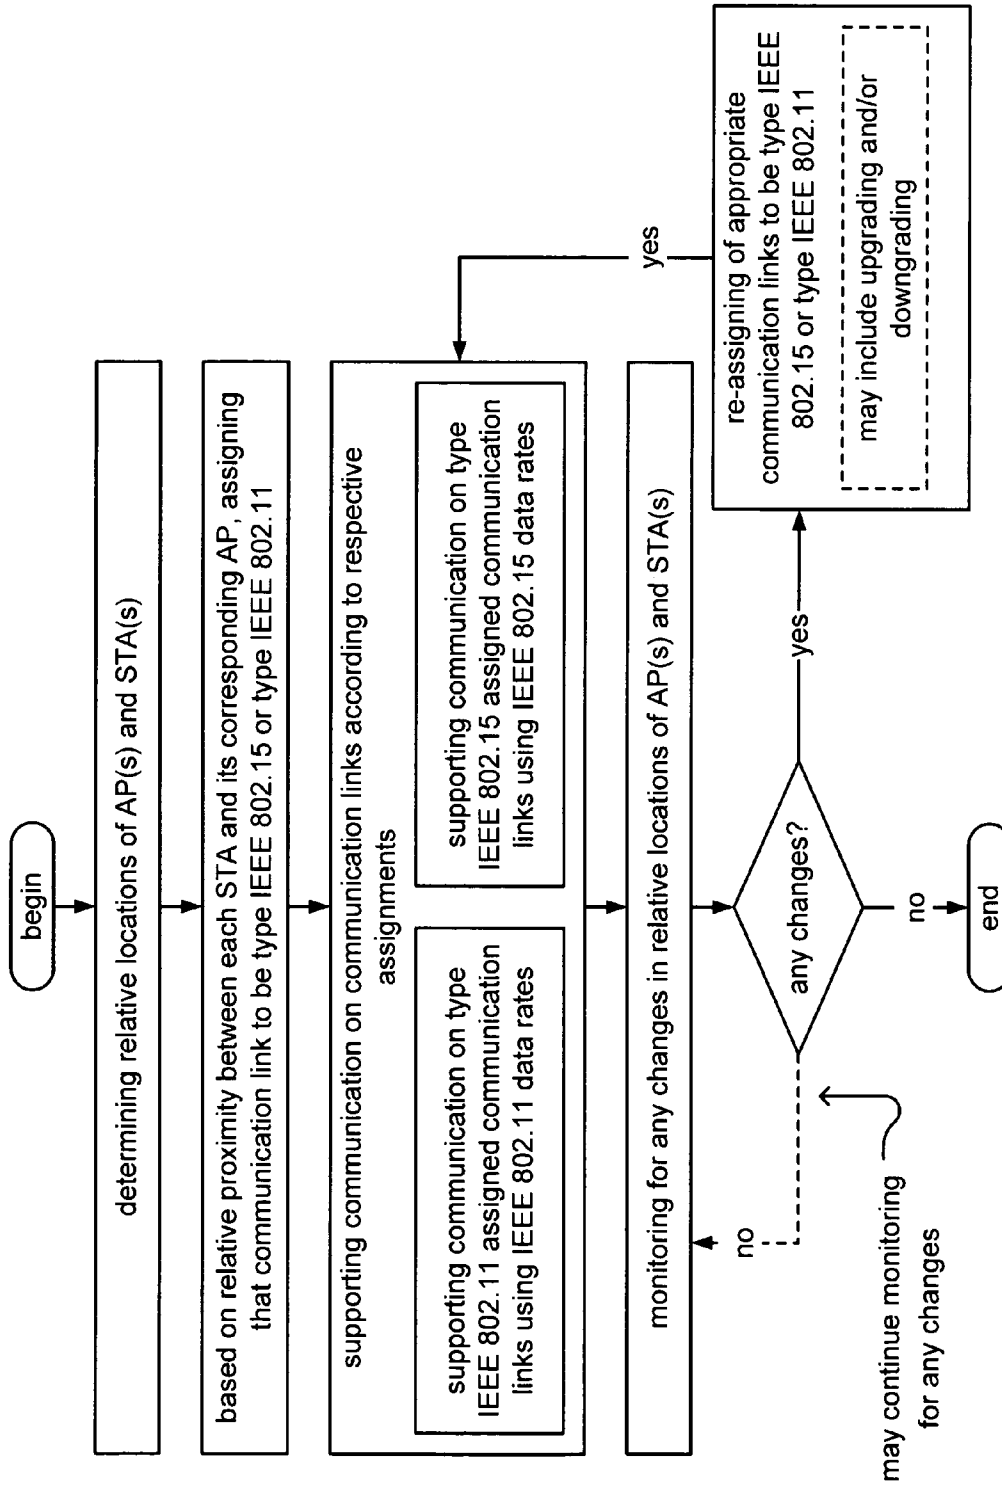 begin
determining relative locations of AP(s) and STA(s)
based on relative proximity between each STA and its corresponding AP, assigning
that communication link to be type IEEE 802.15 or type IEEE 802.11
supporting communication on communication links according to respective
assignments
supporting communication on type
IEEE 802.11 assigned communication
links using IEEE 802.11 data rates
supporting communication on type
IEEE 802.15 assigned communication
links using IEEE 802.15 data rates
monitoring for any changes in relative locations of AP(s) and STA(s)
any changes?
no
may continue monitoring
for any changes
no
end
yes
re-assigning of appropriate
communication links to be type IEEE
802.15 or type IEEE 802.11
may include upgrading and/or
downgrading
yes